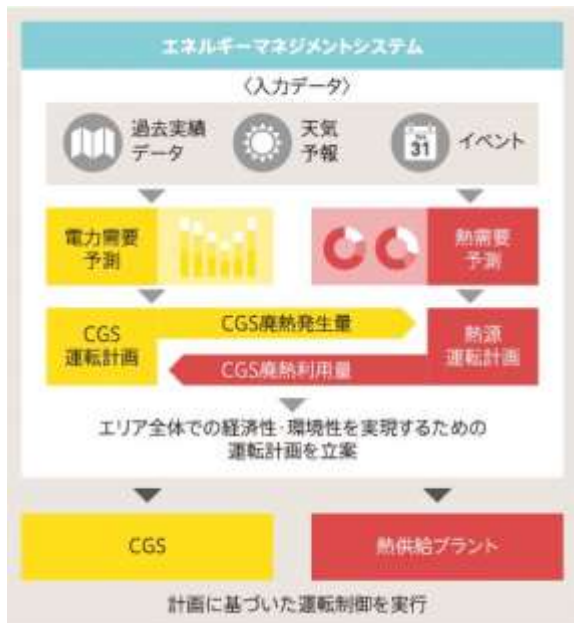 エネルギーマネジメントシステム
〈入力データ〉
過去実績
データ
天気
予報
31
イベント
電力需要
予測
熱需要
予測
CGS
運転計画
CGS廃熱発生量
CGS廃熱利用量
熱源
運転計画
エリア全体での経済性・環境性を実現するための
運転計画を立案
CGS
熱供給プラント
計画に基づいた運転制御を実行